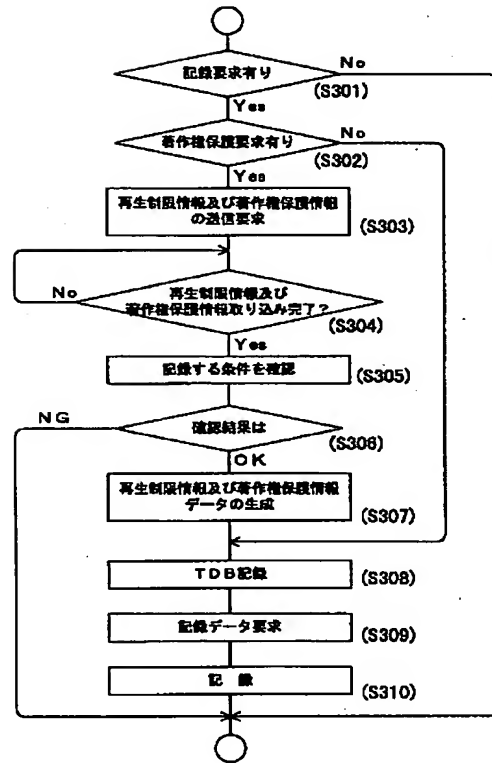 記録要求有り
No
(S301)
Yes
著作権保護要求有り
No
(S302)
Yes
再生制限情報及び著作権保護情報
の送信要求
(S303)
No
再生制限情報及び
著作権保護情報取り込み完了?
(S304)
Yes
記録する条件を確認
(S305)
NG
確認結果は
(S306)
OK
再生制限情報及び著作権保護情報
データの生成
(S307)
TDB記録
(S308)
記録データ要求
(S309)
記 録
(S310)